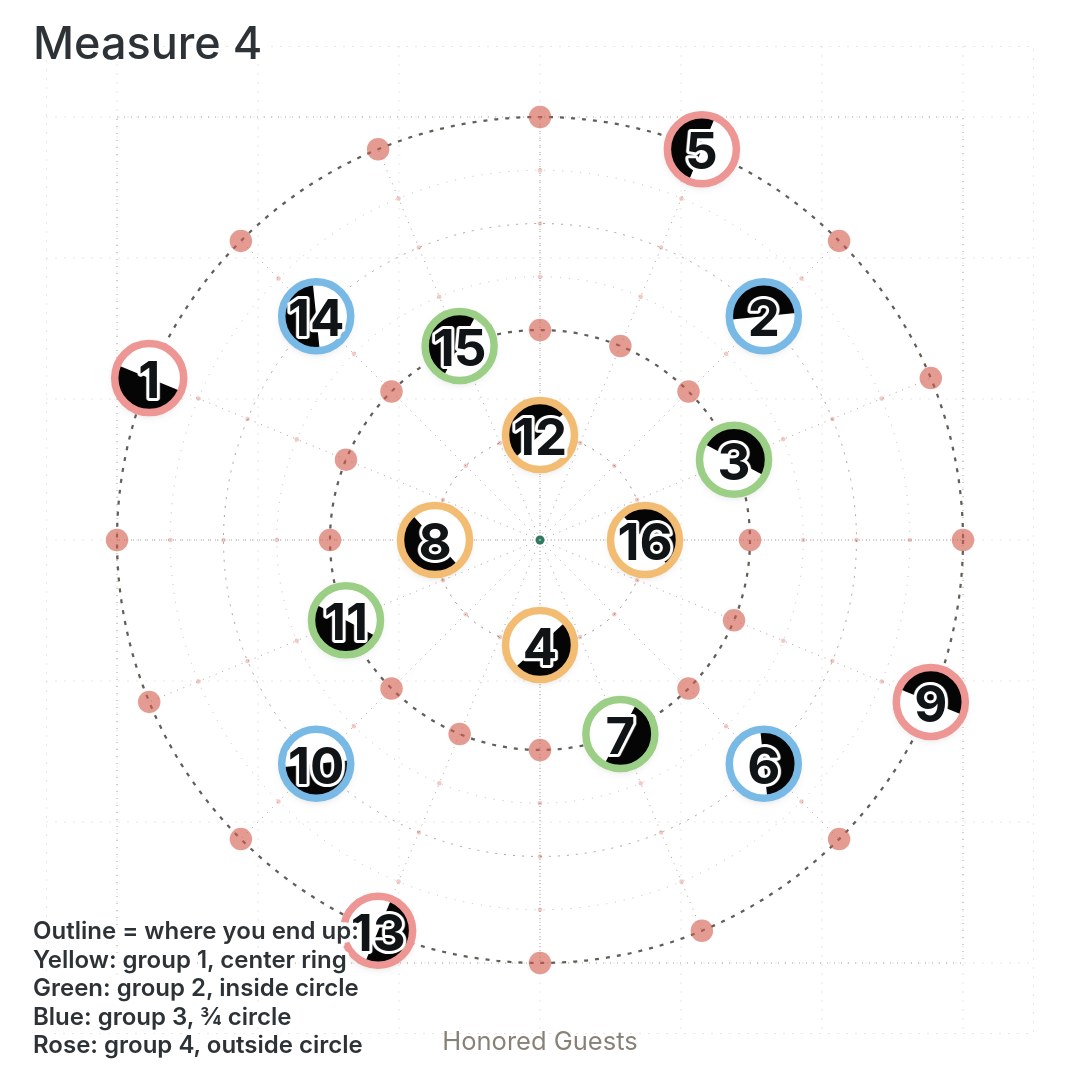 Measure 4
5
14
2
15
1
12
3
8
16
11
4
9
7
10
6
13
Outline = where you end up:
Yellow: group 1, center ring
Green: group 2, inside circle
Blue: group 3, ¾ circle
Rose: group 4, outside circle
Honored Guests